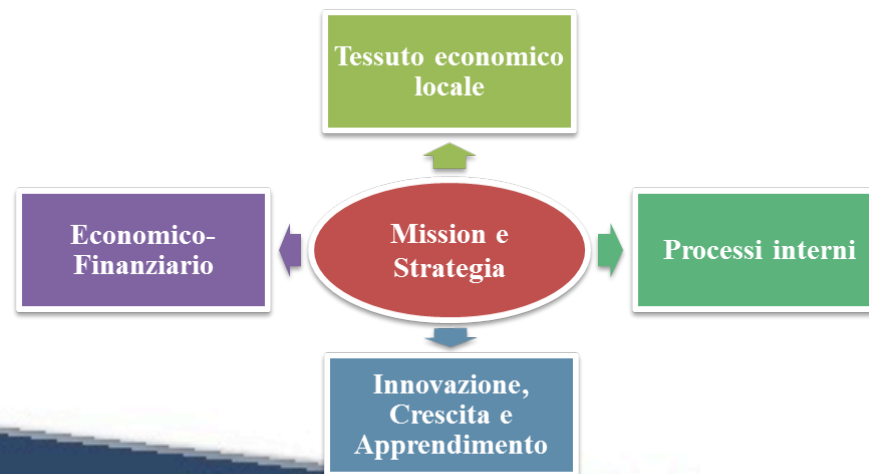 Tessuto economico
locale
Economico-
Finanziario
Mission e
Strategia
Processi interni
Innovazione,
Crescita e
Apprendimento